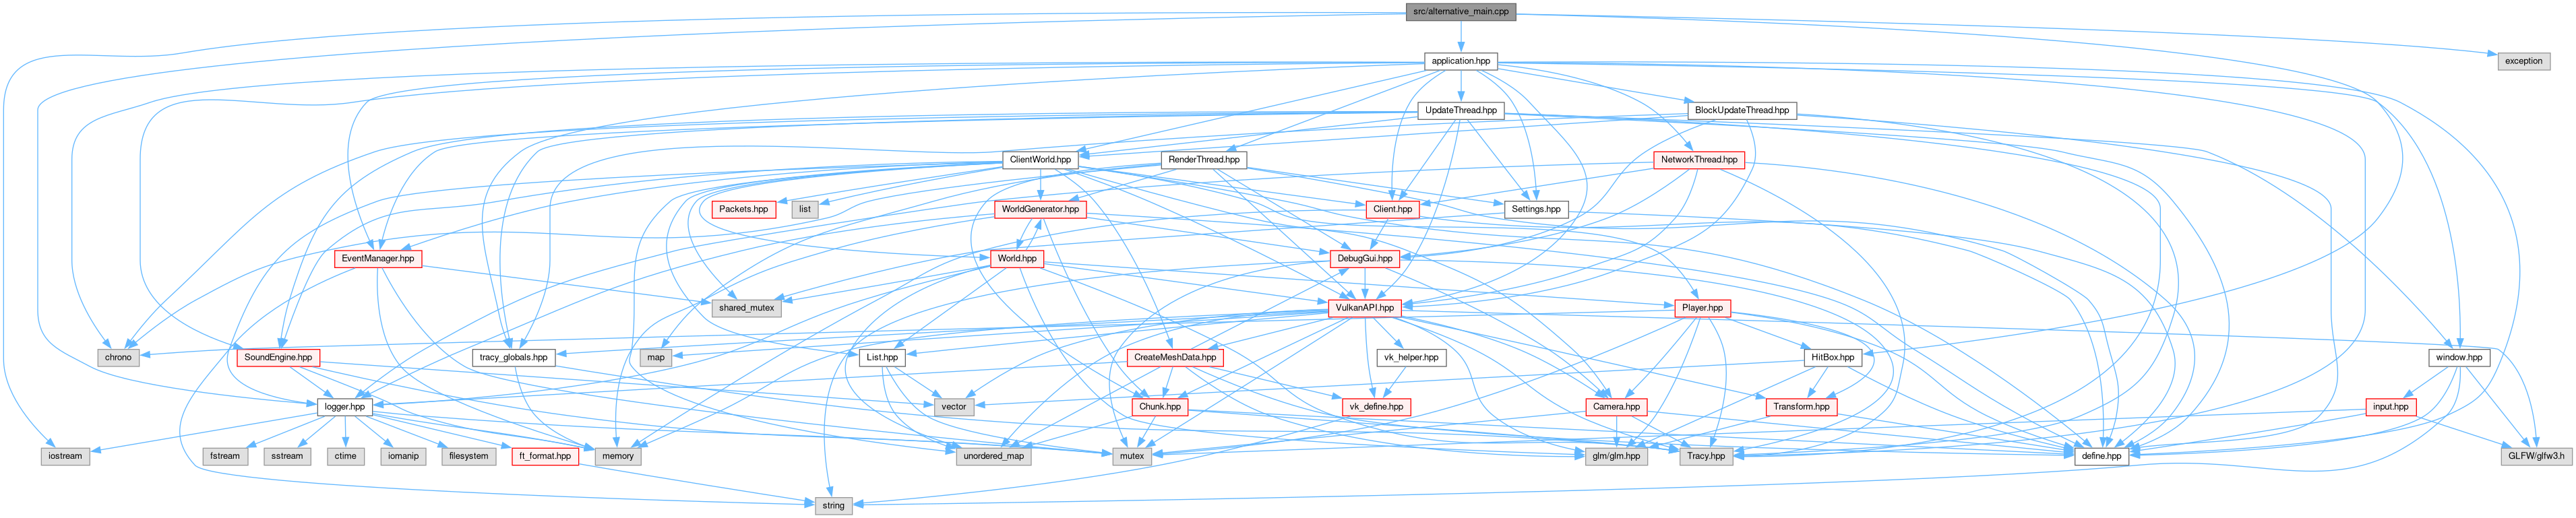 src/alternative_main.cpp
application.hpp
exception
UpdateThread.hpp
BlockUpdateThread.hpp
ClientWorld.hpp
RenderThread.hpp
NetworkThread.hpp
Packets.hpp
list
WorldGenerator.hpp
Client.hpp
Settings.hpp
EventManager.hpp
World.hpp
DebugGui.hpp
shared_mutex
VulkanAPI.hpp
Player.hpp
chrono
SoundEngine.hpp
tracy_globals.hpp
map
List.hpp
CreateMeshData.hpp
vk_helper.hpp
HitBox.hpp
window.hpp
logger.hpp
vector
Chunk.hpp
vk_define.hpp
Camera.hpp
Transform.hpp
input.hpp
iostream
fstream
sstream
ctime
iomanip
filesystem
ft_format.hpp
memory
unordered_map
mutex
glm/glm.hpp
Tracy.hpp
define.hpp
GLFW/glfw3.h
string